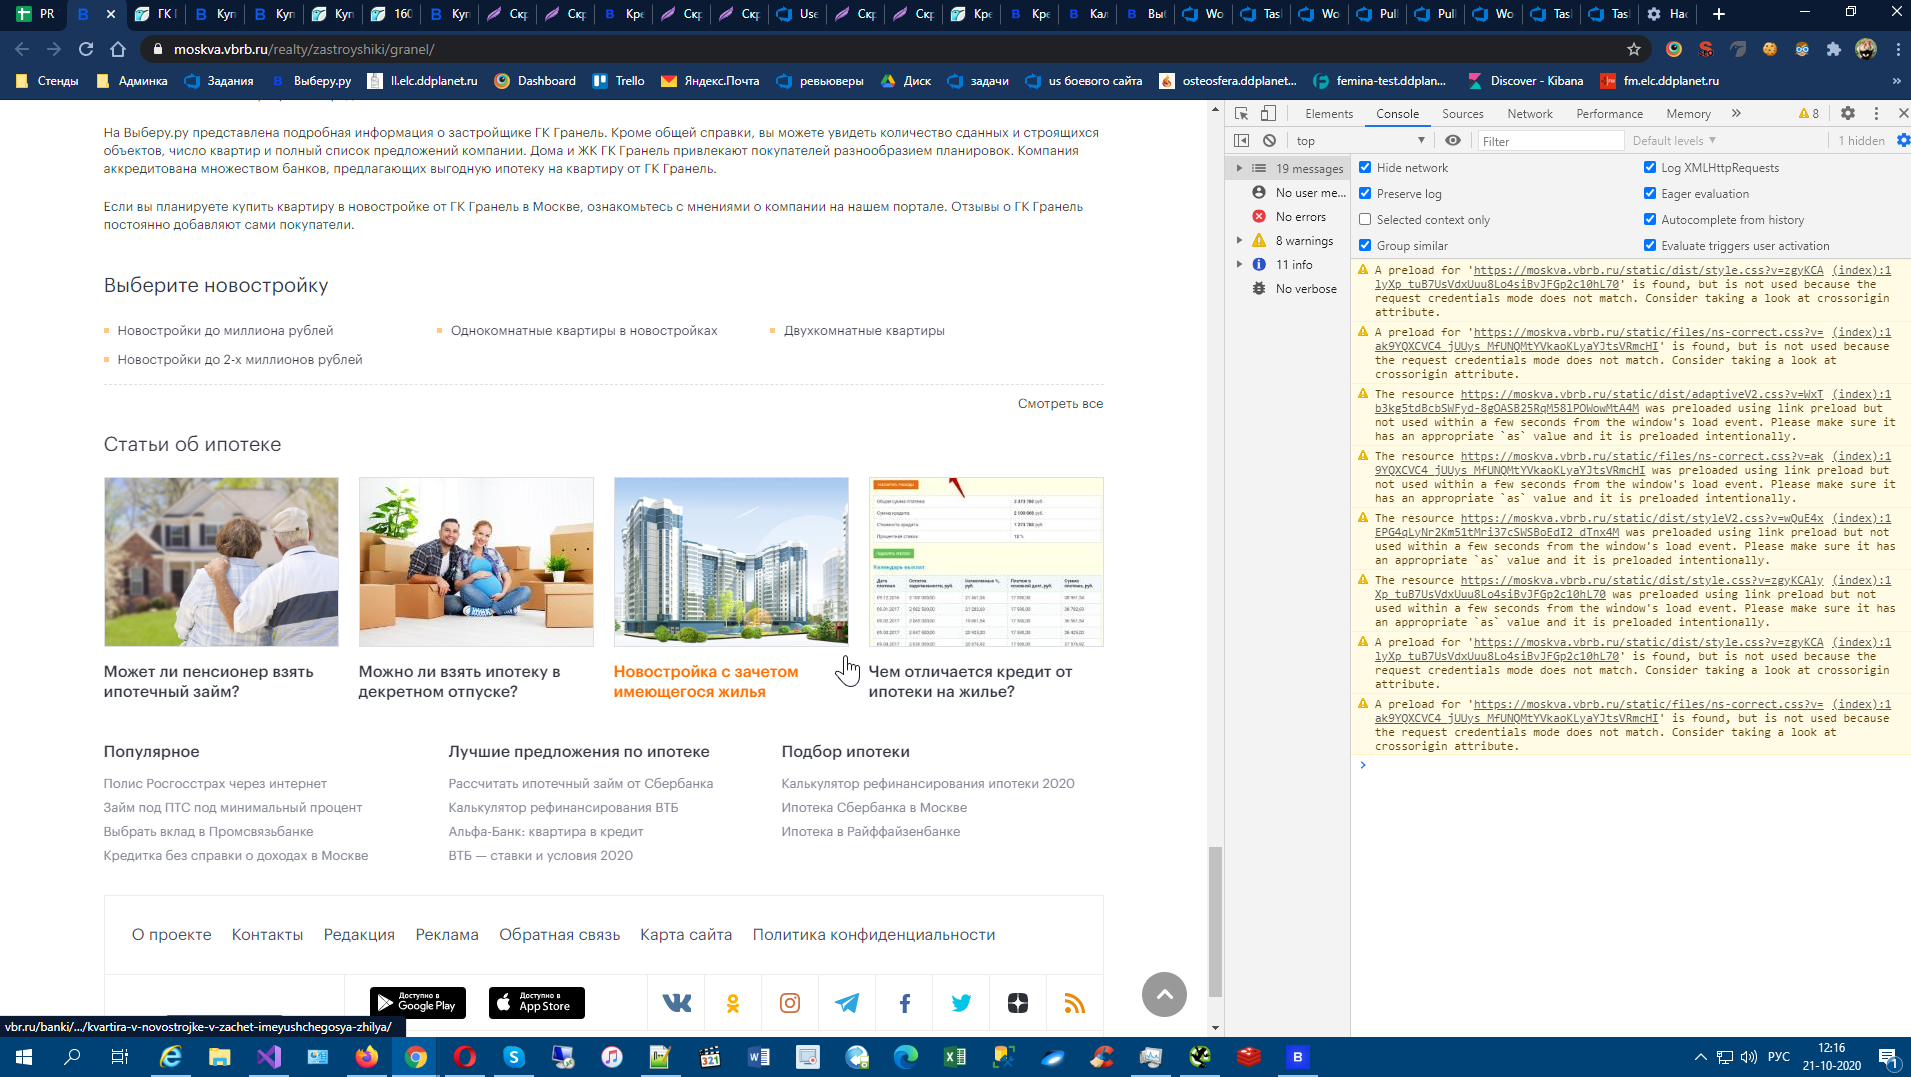 PR
ГК Г
Куп
Куп
Куп
160
Куп
Скр
Скр
Кре
Скр
Скр
Use
Скр
Скр
Кре
Кре
Кал
Выб
Wo
Tas
Wo
Pull
Pull
Wo
Tas
Tas
Нас
moskva.vbrb.ru/realty/zastroyshiki/granel/
Стенды
Админка
Задания
Выберу.ру
ll.elc.ddplanet.ru
Dashboard
Trello
Яндекс.Почта
ревьюверы
Диск
задачи
us боевого сайта
osteosfera.ddplanet...
femina-test.ddplan...
Discover - Kibana
fm.elc.ddplanet.ru
На Выберу.ру представлена подробная информация о застройщике ГК Гранель. Кроме общей справки, вы можете увидеть количество сданных и строящихся
объектов, число квартир и полный список предложений компании. Дома и ЖК ГК Гранель привлекают покупателей разнообразием планировок. Компания
аккредитована множеством банков, предлагающих выгодную ипотеку на квартиру от ГК Гранель.
Если вы планируете купить квартиру в новостройке от ГК Гранель в Москве, ознакомьтесь с мнениями о компании на нашем портале. Отзывы о ГК Гранель
постоянно добавляют сами покупатели.
Выберите новостройку
Новостройки до миллиона рублей
Однокомнатные квартиры в новостройках
Двухкомнатные квартиры
Новостройки до 2-х миллионов рублей
Смотреть все
Статьи об ипотеке
Может ли пенсионер взять
ипотечный займ?
Можно ли взять ипотеку в
декретном отпуске?
Новостройка с зачетом
имеющегося жилья
Чем отличается кредит от
ипотеки на жилье?
Популярное
Полис Росгосстрах через интернет
Займ под ПТС под минимальный процент
Выбрать вклад в Промсвязьбанке
Кредитка без справки о доходах в Москве
Лучшие предложения по ипотеке
Рассчитать ипотечный займ от Сбербанка
Калькулятор рефинансирования ВТБ
Альфа-Банк: квартира в кредит
ВТБ — ставки и условия 2020
Подбор ипотеки
Калькулятор рефинансирования ипотеки 2020
Ипотека Сбербанка в Москве
Ипотека в Райффайзенбанке
О проекте
Контакты
Редакция
Реклама
Обратная связь
Карта сайта
Политика конфиденциальности
Доступно в
Google Play
Доступно в
App Store
vbr.ru/banki/.../kvartira-v-novostrojke-v-zachet-imeyushchegosya-zhilya/
Elements
Console
Sources
Network
Performance
Memory
8
top
Filter
Default levels
1 hidden
19 messages
No user me...
No errors
8 warnings
11 info
No verbose
Hide network
Preserve log
Selected context only
Group similar
Log XMLHttpRequests
Eager evaluation
Autocomplete from history
Evaluate triggers user activation
A preload for 'https://moskva.vbrb.ru/static/dist/style.css?v=zgyKCA (index):1
lyXp_tuB7UsVdxUuu8Lo4siBvJFGp2c10hL70' is found, but is not used because the
request credentials mode does not match. Consider taking a look at crossorigin
attribute.
A preload for 'https://moskva.vbrb.ru/static/files/ns-correct.css?v= (index):1
ak9YQXCVC4_jUUys_MfUNQMtYVkaoKLyaYJtsVRmcHI' is found, but is not used because
the request credentials mode does not match. Consider taking a look at
crossorigin attribute.
The resource https://moskva.vbrb.ru/static/dist/adaptiveV2.css?v=WxT (index):1
b3kg5tdBcbSWFyd-8gOASB25RqM58lPOWowMtA4M was preloaded using link preload but
not used within a few seconds from the window's load event. Please make sure it
has an appropriate `as` value and it is preloaded intentionally.
The resource https://moskva.vbrb.ru/static/files/ns-correct.css?v=ak (index):1
9YQXCVC4_jUUys_MfUNQMtYVkaoKLyaYJtsVRmcHI was preloaded using link preload but
not used within a few seconds from the window's load event. Please make sure it
has an appropriate `as` value and it is preloaded intentionally.
The resource https://moskva.vbrb.ru/static/dist/styleV2.css?v=wQuE4x (index):1
EPG4qLyNr2Km51tMri37cSWSBoEdI2_dTnx4M was preloaded using link preload but not
used within a few seconds from the window's load event. Please make sure it has
an appropriate `as` value and it is preloaded intentionally.
The resource https://moskva.vbrb.ru/static/dist/style.css?v=zgyKCAly (index):1
Xp_tuB7UsVdxUuu8Lo4siBvJFGp2c10hL70 was preloaded using link preload but not
used within a few seconds from the window's load event. Please make sure it has
an appropriate `as` value and it is preloaded intentionally.
A preload for 'https://moskva.vbrb.ru/static/dist/style.css?v=zgyKCA (index):1
lyXp_tuB7UsVdxUuu8Lo4siBvJFGp2c10hL70' is found, but is not used because the
request credentials mode does not match. Consider taking a look at crossorigin
attribute.
A preload for 'https://moskva.vbrb.ru/static/files/ns-correct.css?v= (index):1
ak9YQXCVC4_jUUys_MfUNQMtYVkaoKLyaYJtsVRmcHI' is found, but is not used because
the request credentials mode does not match. Consider taking a look at
crossorigin attribute.
РУС
12:16
21-10-2020
1